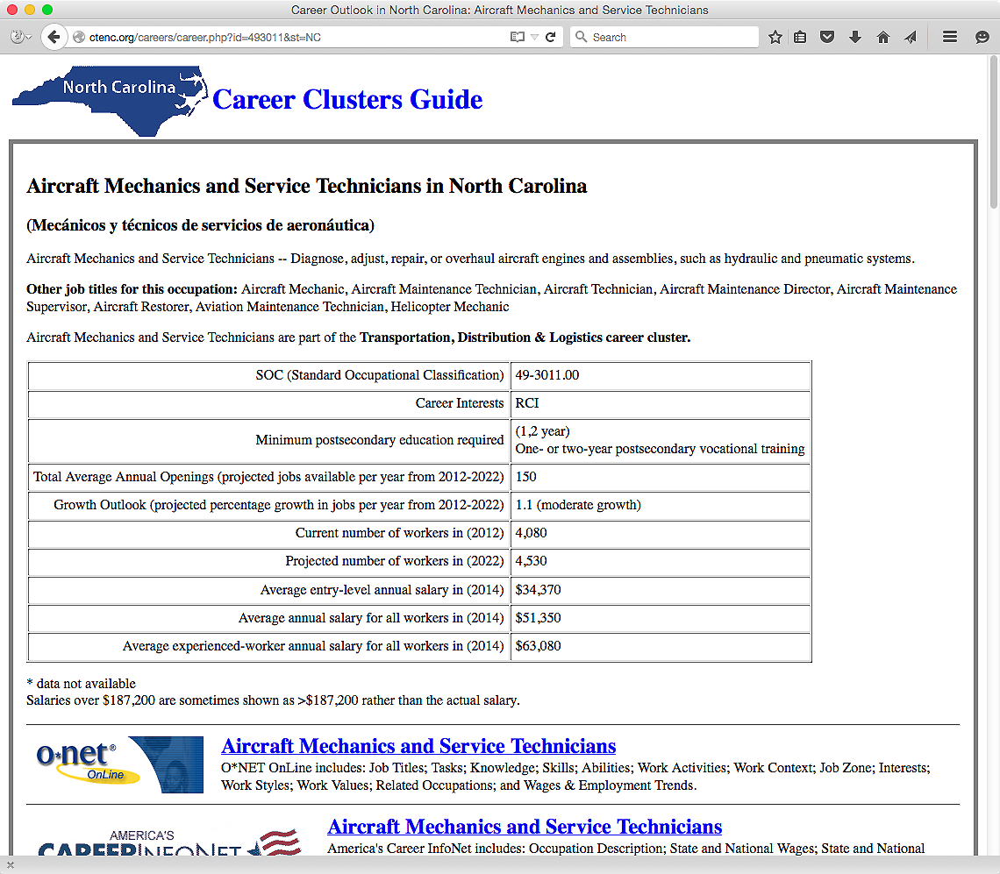 Career Outlook in North Carolina: Aircraft Mechanics and Service Technicians
ctenc.org/careers/career.php?id=493011&st=NC
Search
North Carolina
Career Clusters Guide
Aircraft Mechanics and Service Technicians in North Carolina
(Mecánicos y técnicos de servicios de aeronáutica)
Aircraft Mechanics and Service Technicians -- Diagnose, adjust, repair, or overhaul aircraft engines and assemblies, such as hydraulic and pneumatic systems.
Other job titles for this occupation: Aircraft Mechanic, Aircraft Maintenance Technician, Aircraft Technician, Aircraft Maintenance Director, Aircraft Maintenance
Supervisor, Aircraft Restorer, Aviation Maintenance Technician, Helicopter Mechanic
Aircraft Mechanics and Service Technicians are part of the Transportation, Distribution & Logistics career cluster.
SOC (Standard Occupational Classification) 49-3011.00
Career Interests RCI
Minimum postsecondary education required (1,2 year)
One- or two-year postsecondary vocational training
Total Average Annual Openings (projected jobs available per year from 2012-2022) 150
Growth Outlook (projected percentage growth in jobs per year from 2012-2022) 1.1 (moderate growth)
Current number of workers in (2012) 4,080
Projected number of workers in (2022) 4,530
Average entry-level annual salary in (2014) $34,370
Average annual salary for all workers in (2014) $51,350
Average experienced-worker annual salary for all workers in (2014) $63,080
* data not available
Salaries over $187,200 are sometimes shown as >$187,200 rather than the actual salary.
o*net® OnLine
Aircraft Mechanics and Service Technicians
O*NET OnLine includes: Job Titles; Tasks; Knowledge; Skills; Abilities; Work Activities; Work Context; Job Zone; Interests;
Work Styles; Work Values; Related Occupations; and Wages & Employment Trends.
AMERICA'S
CAREERINFONET
Aircraft Mechanics and Service Technicians
America's Career InfoNet includes: Occupation Description; State and National Wages; State and National